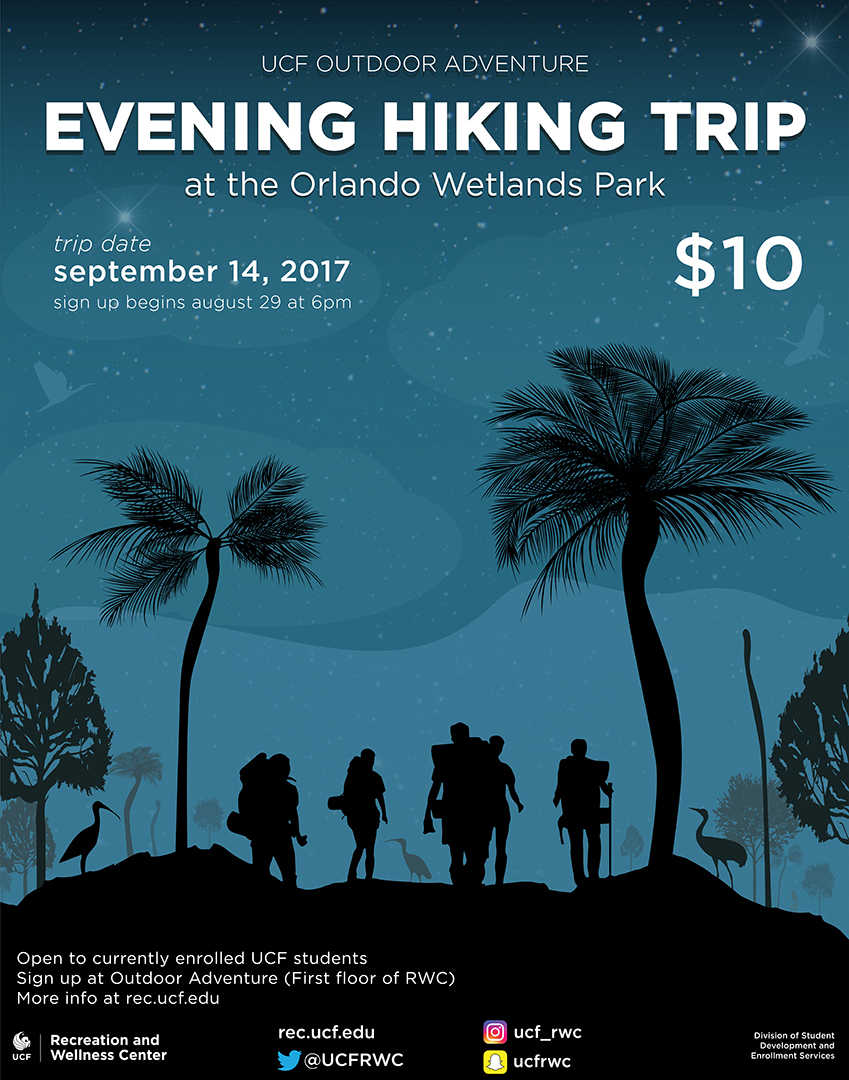 UCF OUTDOOR ADVENTURE
EVENING HIKING TRIP
at the Orlando Wetlands Park
trip date
september 14, 2017
sign up begins august 29 at 6pm
$10
Open to currently enrolled UCF students
Sign up at Outdoor Adventure (First floor of RWC)
More info at rec.ucf.edu
UCF
Recreation and
Wellness Center
rec.ucf.edu
@UCFRWC
ucf_rwc
ucfrwc
Division of Student
Development and
Enrollment Services